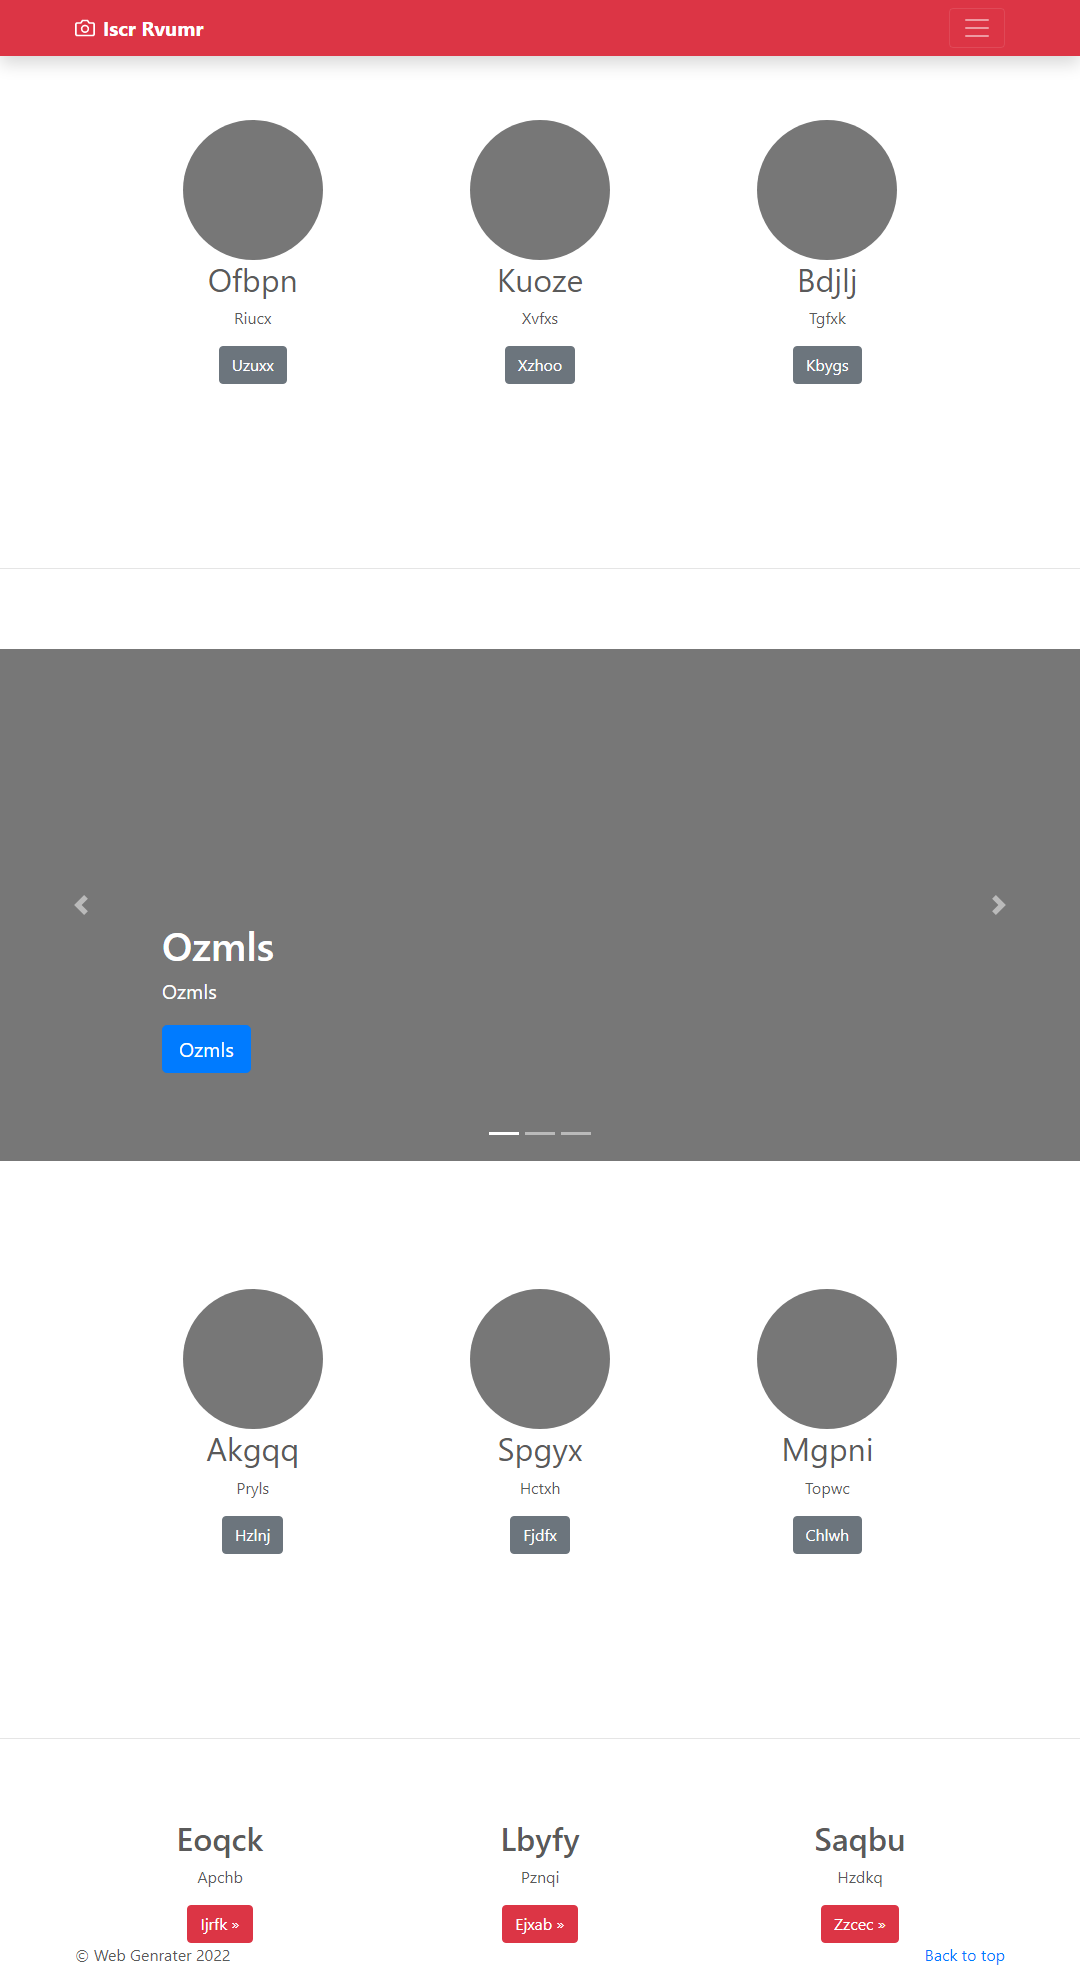 Iscr Rvumr
Ofbpn Kuoze Bdjlj
Riucx Xvfxs Tgfxk
Uzuxx Xzhoo Kbygs
Ozmls
Ozmls
Ozmls
Akgqq Spgyx Mgpni
Pryls Hctxh Topwc
Hzlnj Fjdfx Chlwh
Eoqck Lbyfy Saqbu
Apchb Pznqi Hzdkq
Ijrfk » Ejxab » Zzcec »
© Web Genrater 2022 Back to top